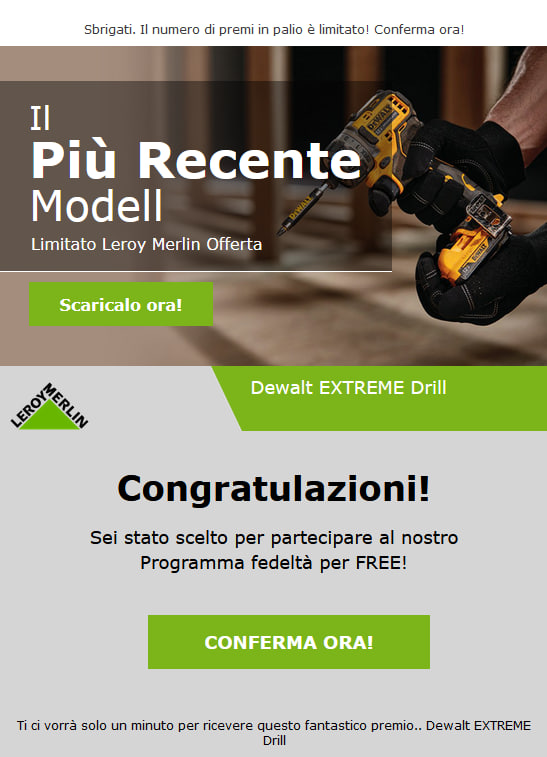 Sbrigati. Il numero di premi in palio è limitato! Conferma ora!
Il
Più Recente
Modell
Limitato Leroy Merlin Offerta
Scaricalo ora!
DEWALT
DEWALT
LEROY MERLIN
Dewalt EXTREME Drill
Congratulazioni!
Sei stato scelto per partecipare al nostro
Programma fedeltà per FREE!
CONFERMA ORA!
Ti ci vorrà solo un minuto per ricevere questo fantastico premio.. Dewalt EXTREME
Drill